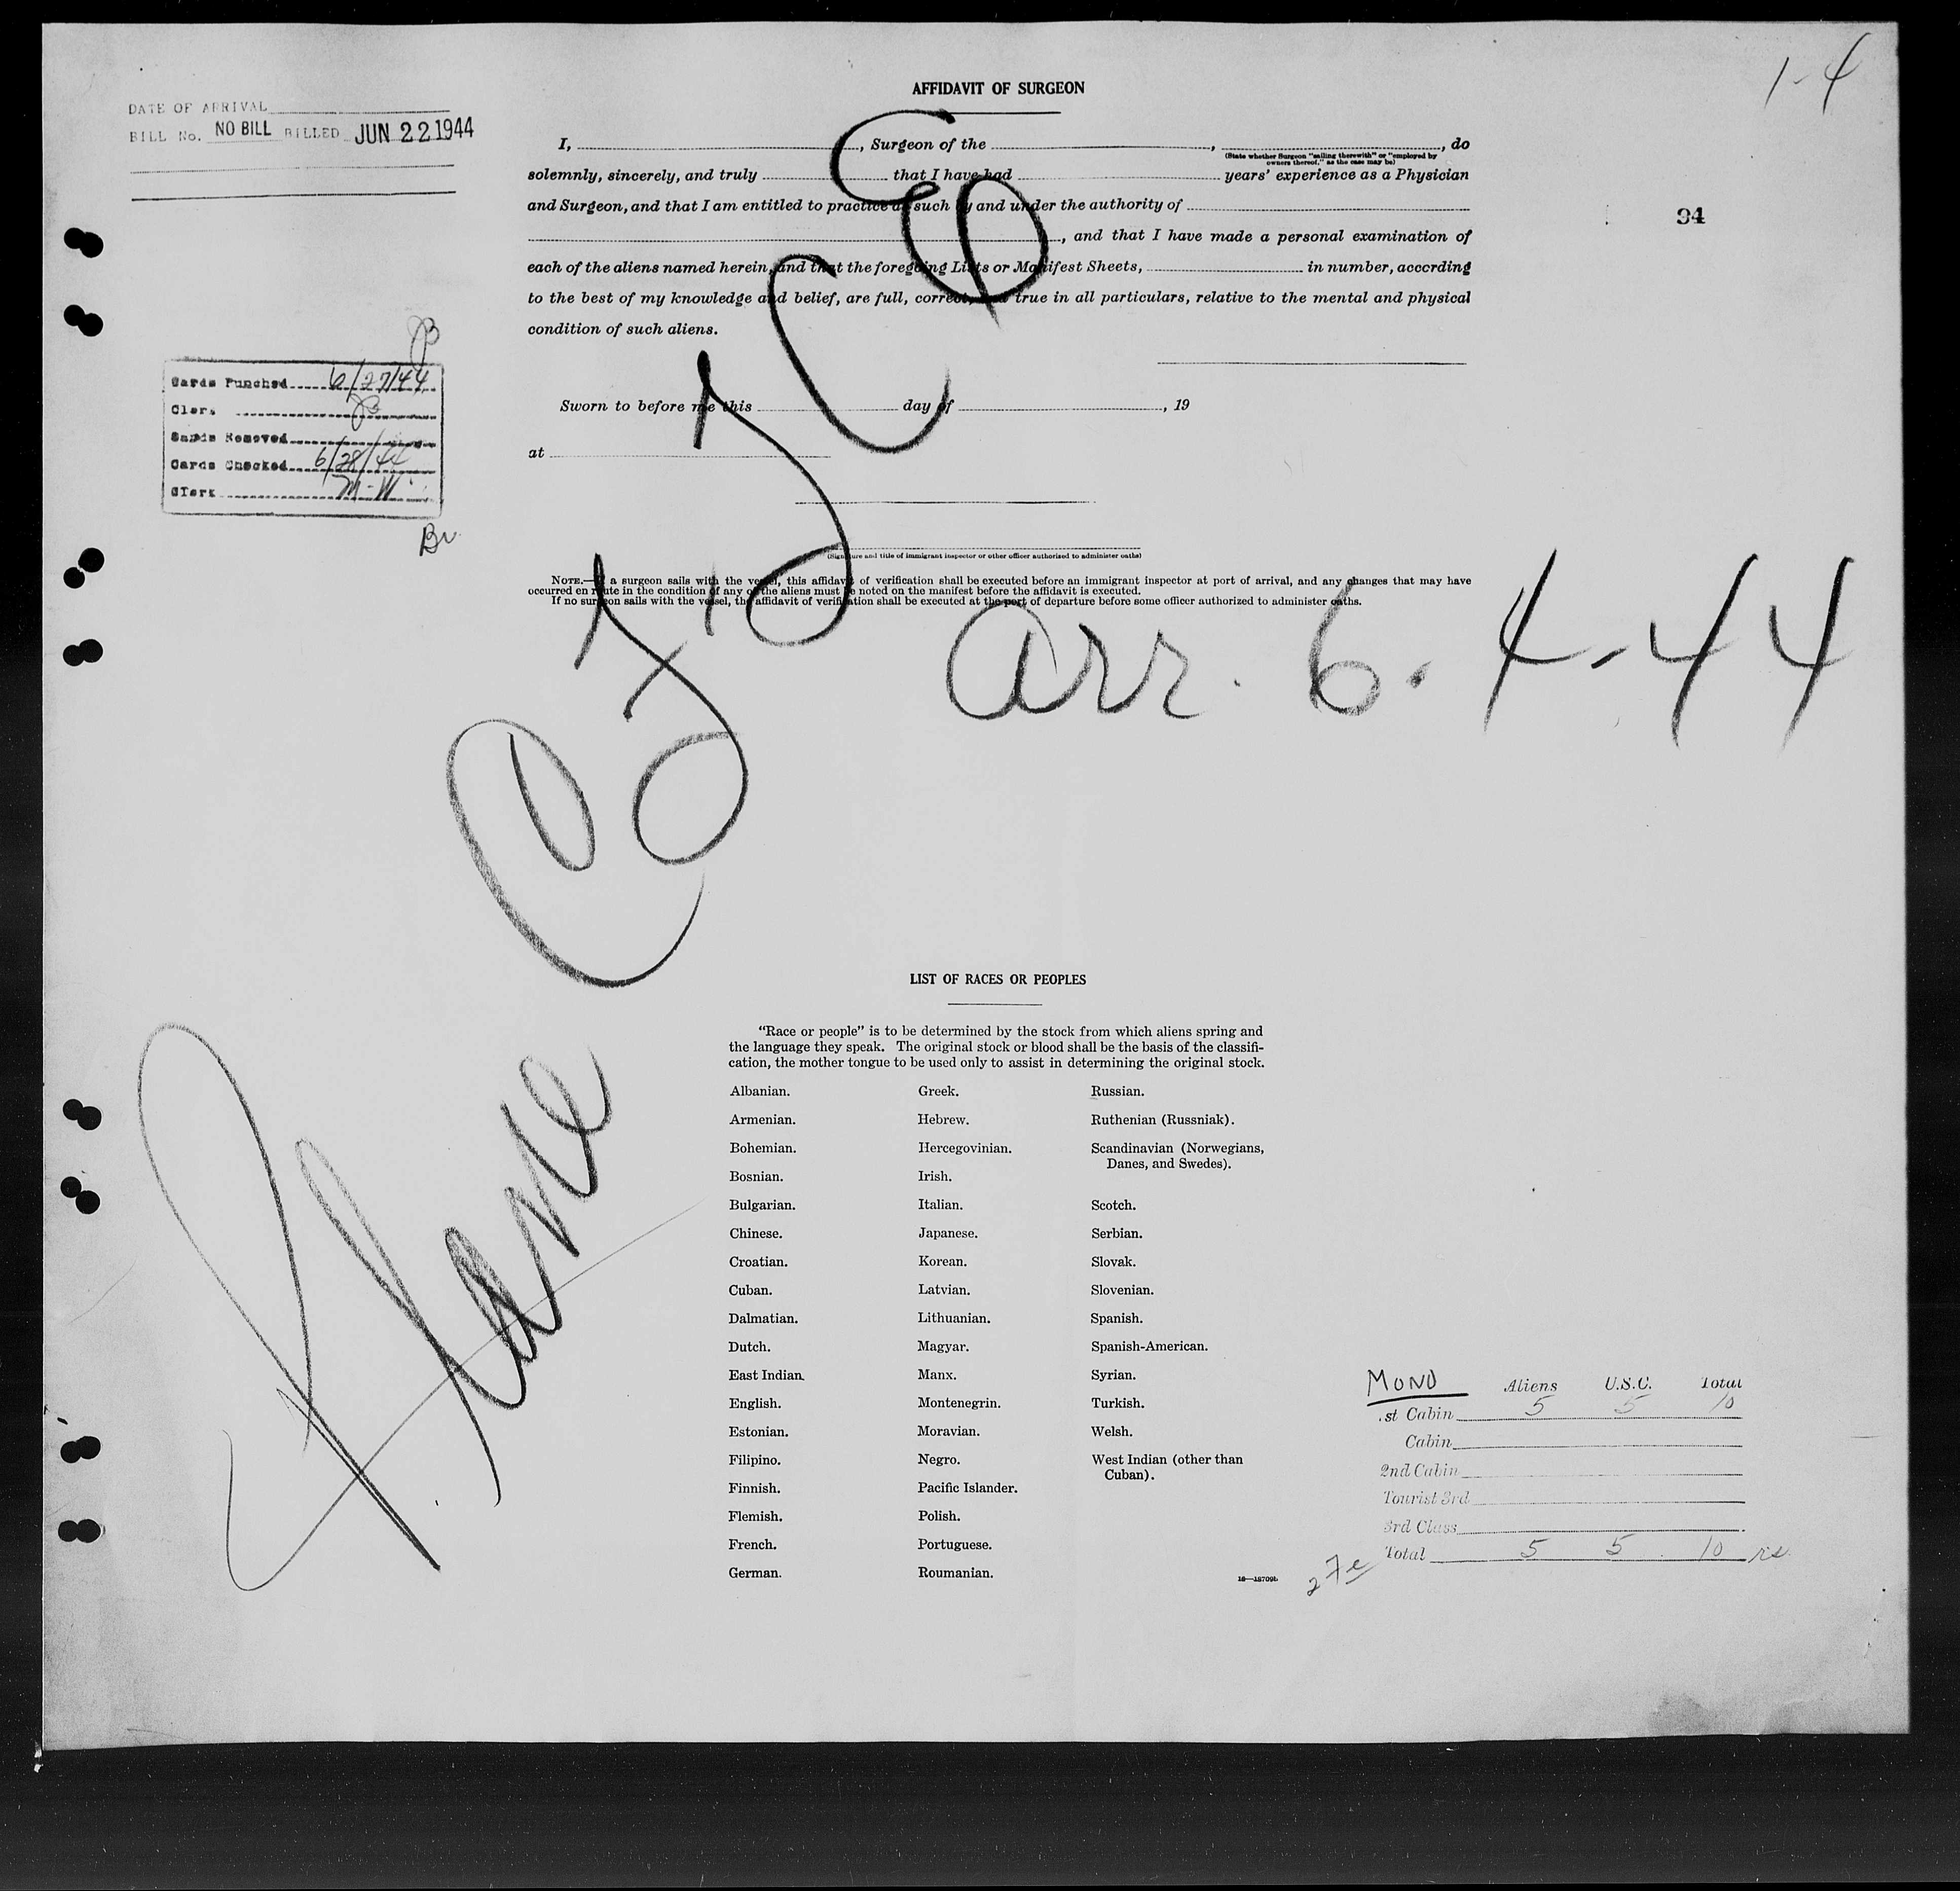 1-4
AFFIDAVIT OF SURGEON
DATE OF ARRIVAL
BILL No. NO BILL BILLED JUN 22 1944
I, , Surgeon of the , , do
(State whether Surgeon "sailing therewith" or "employed by
owners thereof," as the case may be)
solemnly, sincerely, and truly that I have had years' experience as a Physician
and Surgeon, and that I am entitled to practice as such by and under the authority of
94
, and that I have made a personal examination of
each of the aliens named herein, and that the foregoing Lists or Manifest Sheets, in number, according
to the best of my knowledge and belief, are full, correct, and true in all particulars, relative to the mental and physical
condition of such aliens.
Cards Punched 6/27/44
Clerk
Cards Removed
Cards Checked 6/28/44
Clerk M-W
Sworn to before me this day of , 19
at
(Signature and title of immigrant inspector or other officer authorized to administer oaths)
NOTE.—If a surgeon sails with the vessel, this affidavit of verification shall be executed before an immigrant inspector at port of arrival, and any changes that may have
occurred en route in the condition of any of the aliens must be noted on the manifest before the affidavit is executed.
If no surgeon sails with the vessel, the affidavit of verification shall be executed at the port of departure before some officer authorized to administer oaths.
arr. 6-4-44
Plane
LIST OF RACES OR PEOPLES
"Race or people" is to be determined by the stock from which aliens spring and
the language they speak. The original stock or blood shall be the basis of the classifi-
cation, the mother tongue to be used only to assist in determining the original stock.
Albanian. Greek. Russian.
Armenian. Hebrew. Ruthenian (Russniak).
Bohemian. Hercegovinian. Scandinavian (Norwegians,
Danes, and Swedes).
Bosnian. Irish.
Bulgarian. Italian. Scotch.
Chinese. Japanese. Serbian.
Croatian. Korean. Slovak.
Cuban. Latvian. Slovenian.
Dalmatian. Lithuanian. Spanish.
Dutch. Magyar. Spanish-American.
East Indian. Manx. Syrian.
English. Montenegrin. Turkish.
Estonian. Moravian. Welsh.
Filipino. Negro. West Indian (other than
Cuban).
Finnish. Pacific Islander.
Flemish. Polish.
French. Portuguese.
German. Roumanian.
16—18709b
MONO Aliens U.S.C. Total
1st Cabin 5 5 10
Cabin
2nd Cabin
Tourist 3rd
3rd Class
Total 5 5 10